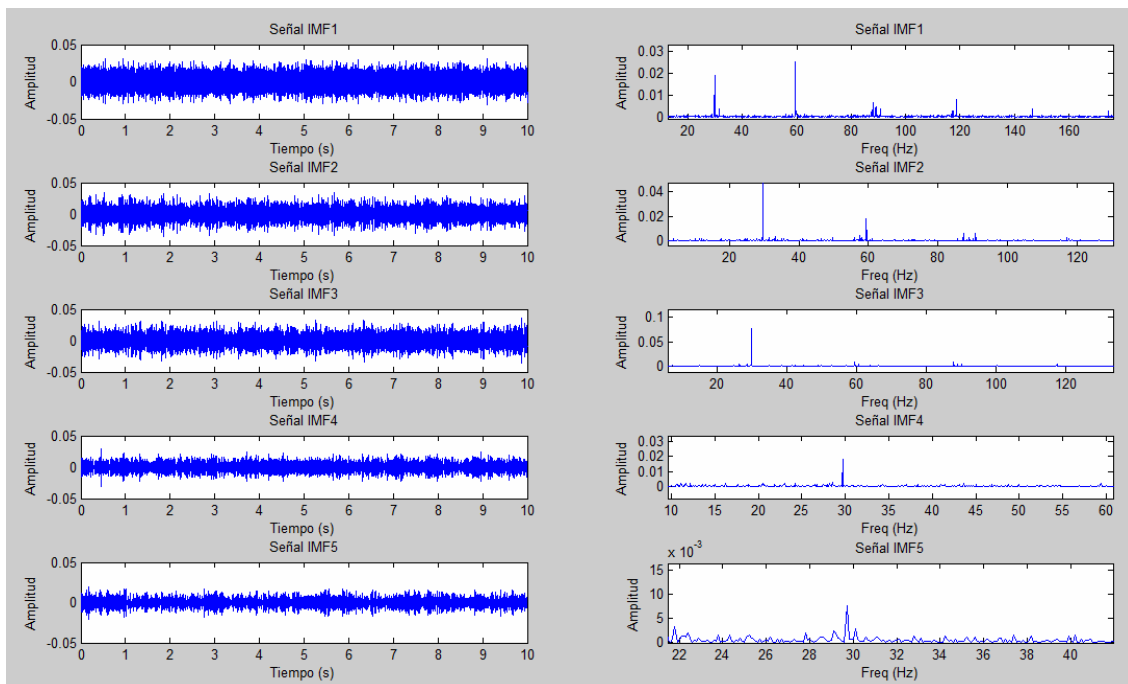 Señal IMF1
Amplitud
0.05
0
-0.05
0 1 2 3 4 5 6 7 8 9 10
Tiempo (s)
Señal IMF1
Amplitud
0.03
0.02
0.01
0
20 40 60 80 100 120 140 160
Freq (Hz)
Señal IMF2
Amplitud
0.05
0
-0.05
0 1 2 3 4 5 6 7 8 9 10
Tiempo (s)
Señal IMF2
Amplitud
0.04
0.02
0
20 40 60 80 100 120
Freq (Hz)
Señal IMF3
Amplitud
0.05
0
-0.05
0 1 2 3 4 5 6 7 8 9 10
Tiempo (s)
Señal IMF3
Amplitud
0.1
0.05
0
20 40 60 80 100 120
Freq (Hz)
Señal IMF4
Amplitud
0.05
0
-0.05
0 1 2 3 4 5 6 7 8 9 10
Tiempo (s)
Señal IMF4
Amplitud
0.03
0.02
0.01
0
10 15 20 25 30 35 40 45 50 55 60
Freq (Hz)
Señal IMF5
Amplitud
0.05
0
-0.05
0 1 2 3 4 5 6 7 8 9 10
Tiempo (s)
x 10⁻³
Señal IMF5
Amplitud
15
10
5
0
22 24 26 28 30 32 34 36 38 40
Freq (Hz)